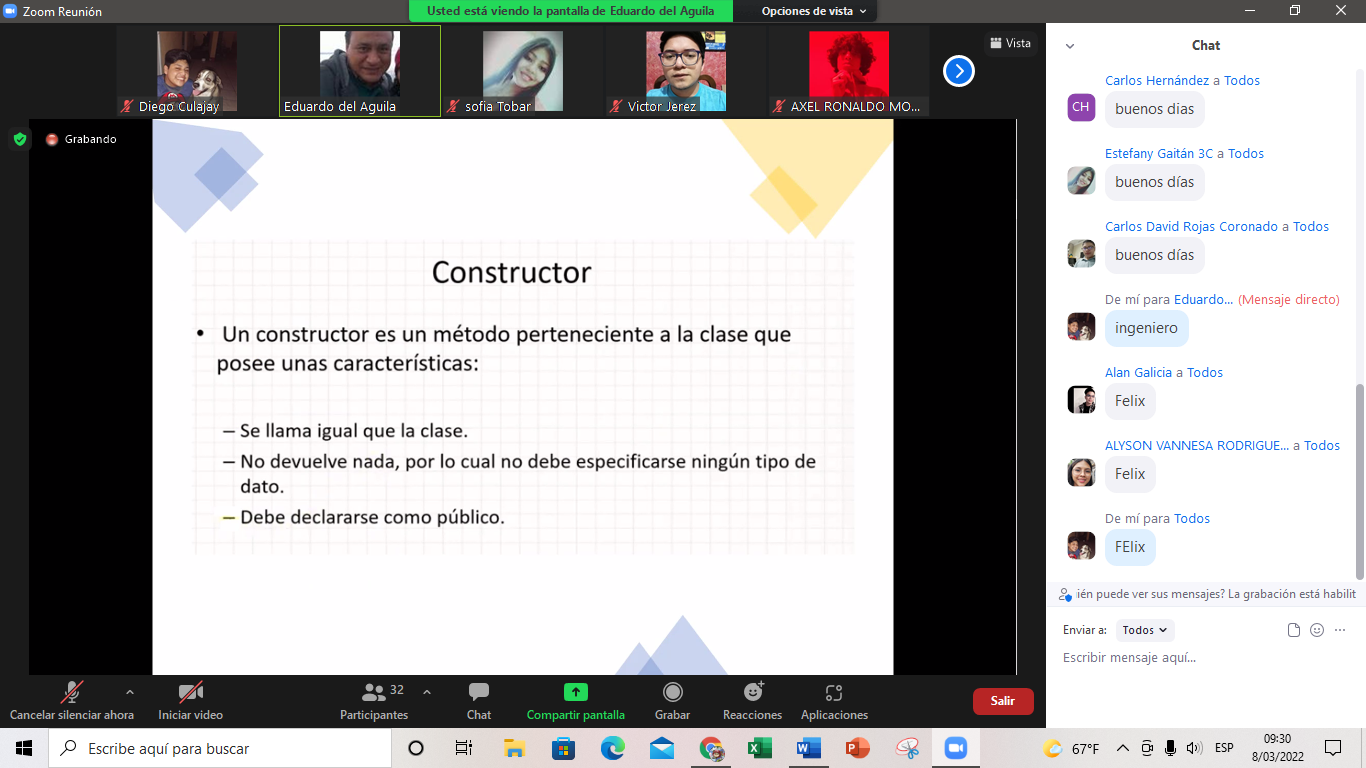 Zoom Reunión
Usted está viendo la pantalla de Eduardo del Aguila
Opciones de vista
Diego Culajay
Eduardo del Aguila
sofia Tobar
Victor Jerez
AXEL RONALDO MO...
Vista
Grabando
Constructor
• Un constructor es un método perteneciente a la clase que
posee unas características:
– Se llama igual que la clase.
– No devuelve nada, por lo cual no debe especificarse ningún tipo de
dato.
– Debe declararse como público.
Chat
Carlos Hernández a Todos
CH
buenos dias
Estefany Gaitán 3C a Todos
buenos días
Carlos David Rojas Coronado a Todos
buenos días
De mí para Eduardo... (Mensaje directo)
ingeniero
Alan Galicia a Todos
Felix
ALYSON VANNESA RODRIGUE... a Todos
Felix
De mí para Todos
FElix
ién puede ver sus mensajes? La grabación está habilit
Enviar a: Todos
Escribir mensaje aquí...
Cancelar silenciar ahora
Iniciar video
32
Participantes
Chat
Compartir pantalla
Grabar
Reacciones
Aplicaciones
Salir
Escribe aquí para buscar
67°F
ESP
09:30
8/03/2022